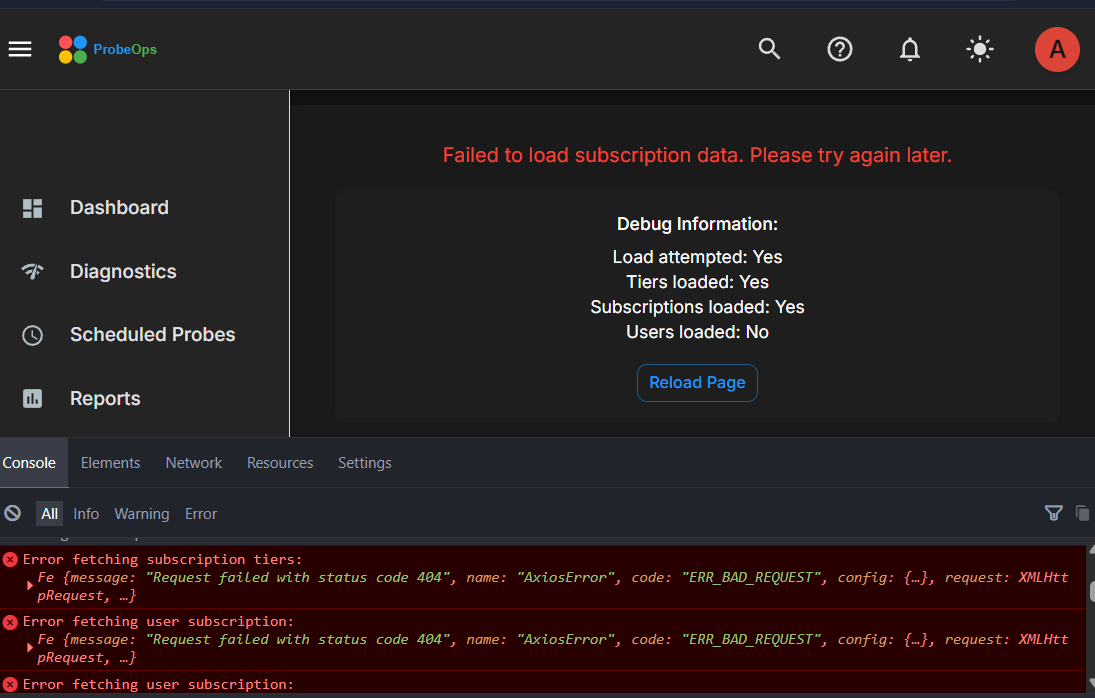 ProbeOps
A
Failed to load subscription data. Please try again later.
Debug Information:
Load attempted: Yes
Tiers loaded: Yes
Subscriptions loaded: Yes
Users loaded: No
Reload Page
Dashboard
Diagnostics
Scheduled Probes
Reports
Console Elements Network Resources Settings
All Info Warning Error
Error fetching subscription tiers:
Fe {message: "Request failed with status code 404", name: "AxiosError", code: "ERR_BAD_REQUEST", config: {…}, request: XMLHtt
pRequest, …}
Error fetching user subscription:
Fe {message: "Request failed with status code 404", name: "AxiosError", code: "ERR_BAD_REQUEST", config: {…}, request: XMLHtt
pRequest, …}
Error fetching user subscription: